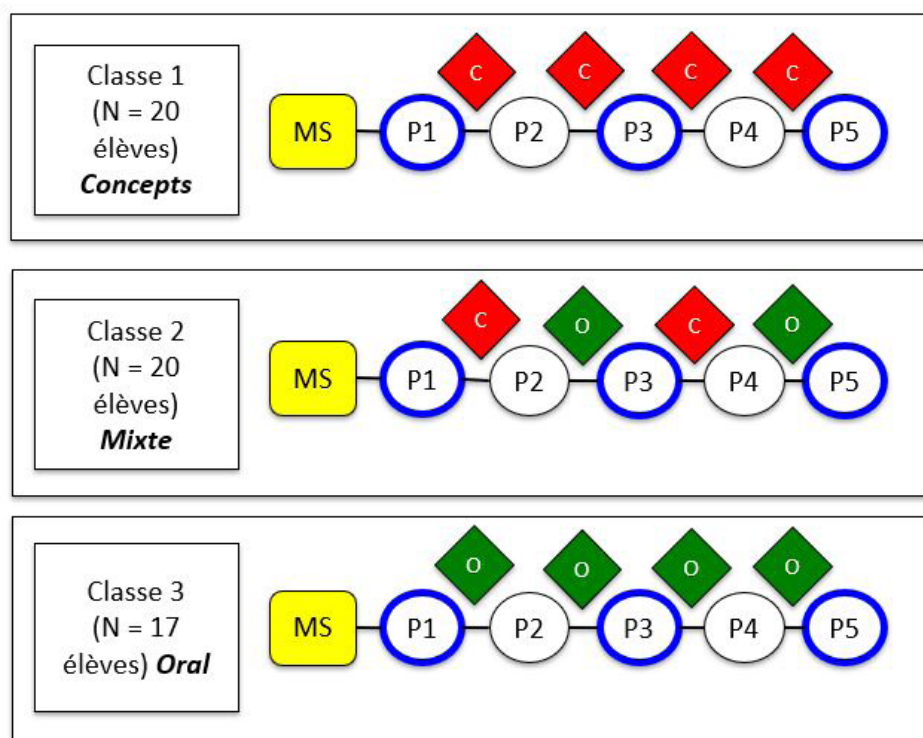 Classe 1
(N = 20
élèves)
Concepts
C C C C
MS P1 P2 P3 P4 P5
Classe 2
(N = 20
élèves)
Mixte
C O C O
MS P1 P2 P3 P4 P5
Classe 3
(N = 17
élèves) Oral
O O O O
MS P1 P2 P3 P4 P5